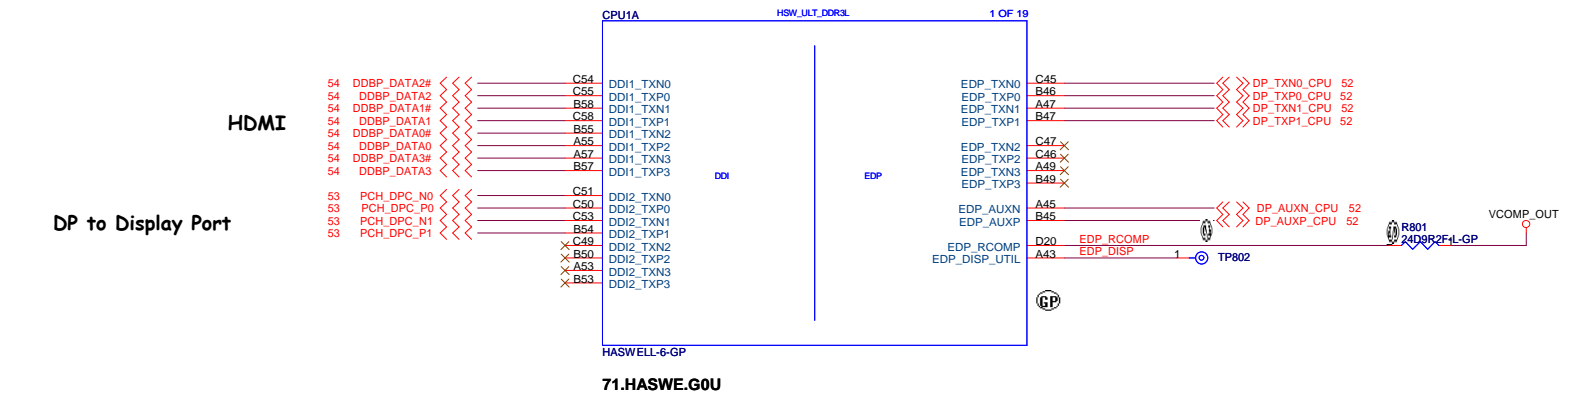 CPU1A HSW_ULT_DDR3L 1 OF 19
54 DDBP_DATA2# C54 DDI1_TXN0 EDP_TXN0 C45 DP_TXN0_CPU 52
54 DDBP_DATA2 C55 DDI1_TXP0 EDP_TXP0 B46 DP_TXP0_CPU 52
54 DDBP_DATA1# B58 DDI1_TXN1 EDP_TXN1 A47 DP_TXN1_CPU 52
54 DDBP_DATA1 C58 DDI1_TXP1 EDP_TXP1 B47 DP_TXP1_CPU 52
HDMI
54 DDBP_DATA0# B55 DDI1_TXN2
54 DDBP_DATA0 A55 DDI1_TXP2 EDP_TXN2 C47
54 DDBP_DATA3# A57 DDI1_TXN3 EDP_TXP2 C46
54 DDBP_DATA3 B57 DDI1_TXP3 EDP_TXN3 A49
DDI EDP
EDP_TXP3 B49
53 PCH_DPC_N0 C51 DDI2_TXN0
53 PCH_DPC_P0 C50 DDI2_TXP0 EDP_AUXN A45 DP_AUXN_CPU 52
53 PCH_DPC_N1 C53 DDI2_TXN1 EDP_AUXP B45 DP_AUXP_CPU 52
DP to Display Port
53 PCH_DPC_P1 B54 DDI2_TXP1
VCOMP_OUT
R801
24D9R2F-L-GP
C49 DDI2_TXN2 EDP_RCOMP D20 EDP_RCOMP 1
B50 DDI2_TXP2 EDP_DISP_UTIL A43 EDP_DISP 1 TP802
A53 DDI2_TXN3
B53 DDI2_TXP3
GP
HASWELL-6-GP
71.HASWE.G0U